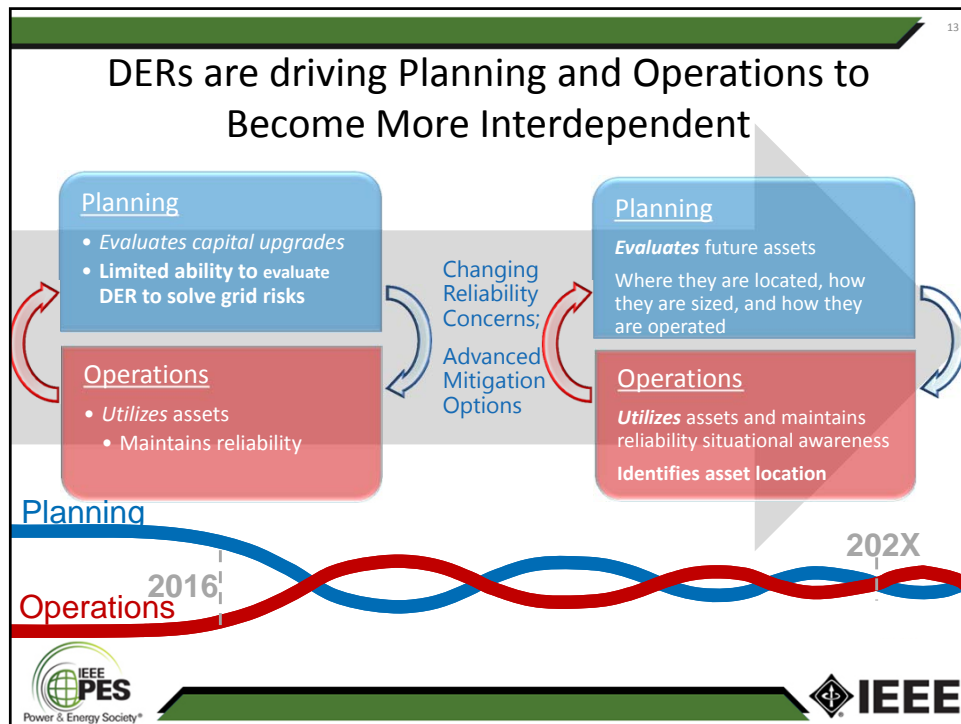 13
DERs are driving Planning and Operations to
Become More Interdependent
Planning
• Evaluates capital upgrades
• Limited ability to evaluate
DER to solve grid risks
Operations
• Utilizes assets
• Maintains reliability
Changing
Reliability
Concerns;
Advanced
Mitigation
Options
Planning
Evaluates future assets
Where they are located, how
they are sized, and how they
are operated
Operations
Utilizes assets and maintains
reliability situational awareness
Identifies asset location
Planning
2016
202X
Operations
IEEE
PES
Power & Energy Society®
IEEE